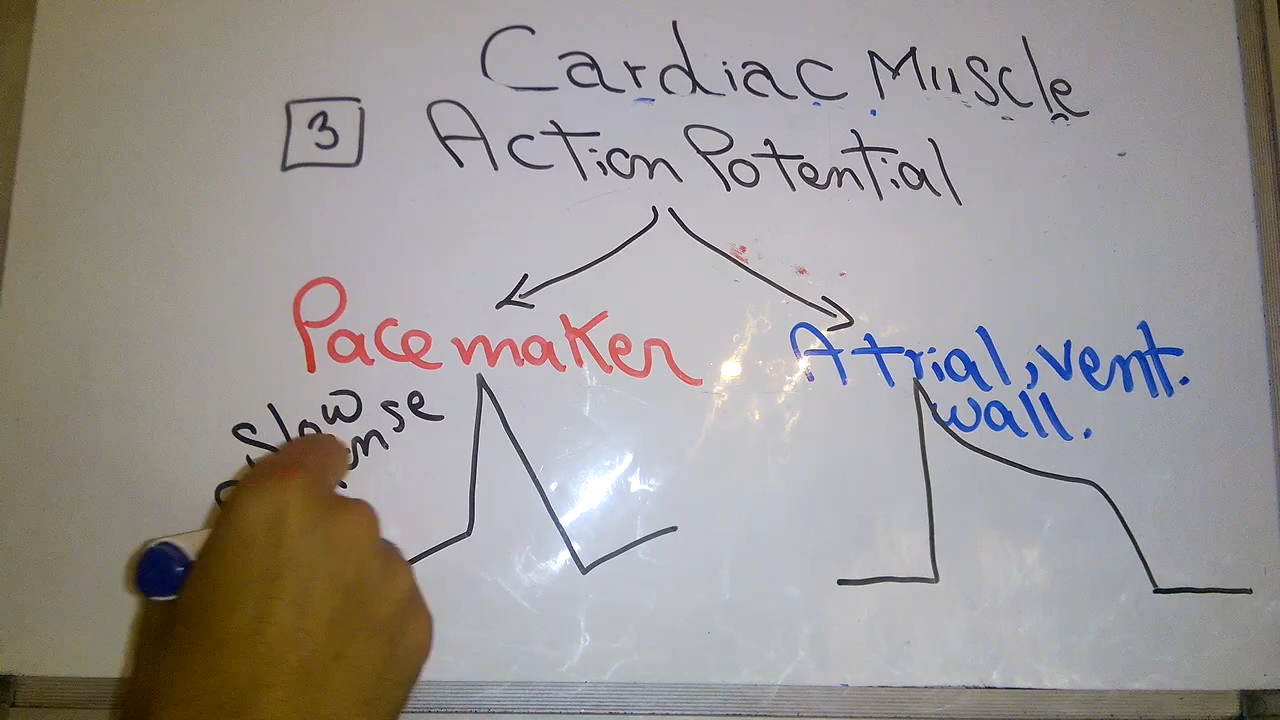 Cardiac Muscle
3
Action Potential
Pacemaker
Atrial, vent.
wall.
Slow